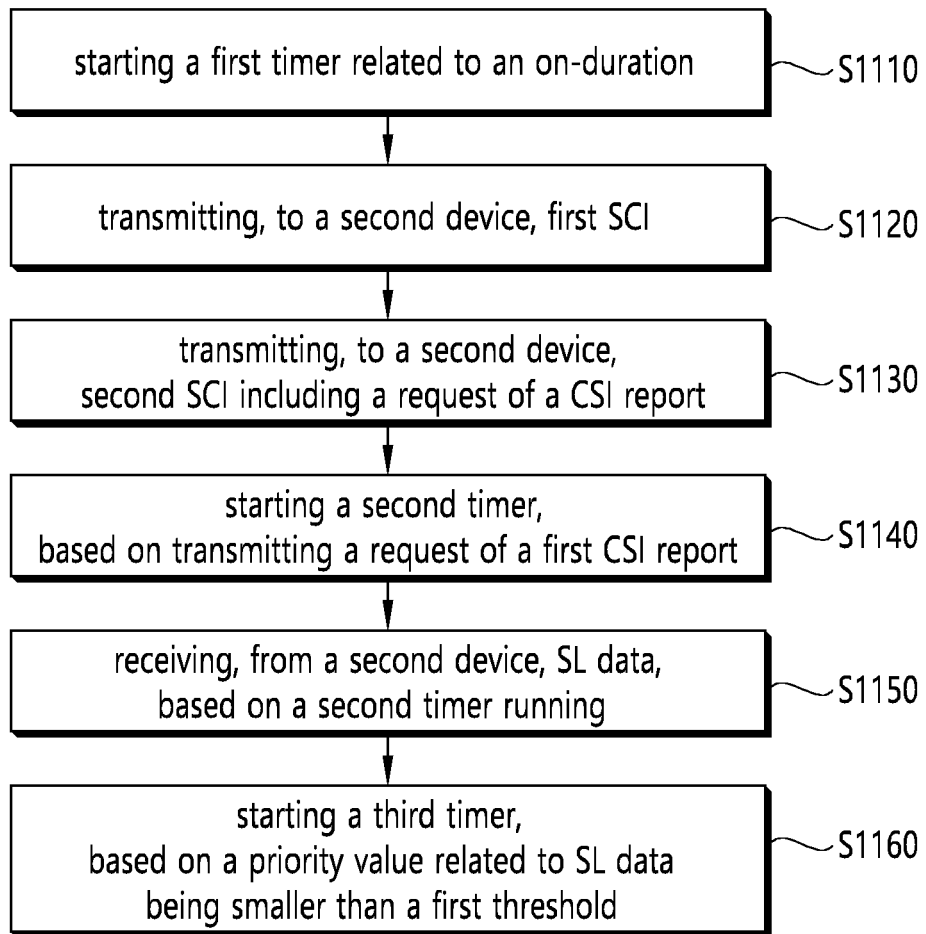 starting a first timer related to an on-duration
S1110
transmitting, to a second device, first SCI
S1120
transmitting, to a second device,
second SCI including a request of a CSI report
S1130
starting a second timer,
based on transmitting a request of a first CSI report
S1140
receiving, from a second device, SL data,
based on a second timer running
S1150
starting a third timer,
based on a priority value related to SL data
being smaller than a first threshold
S1160